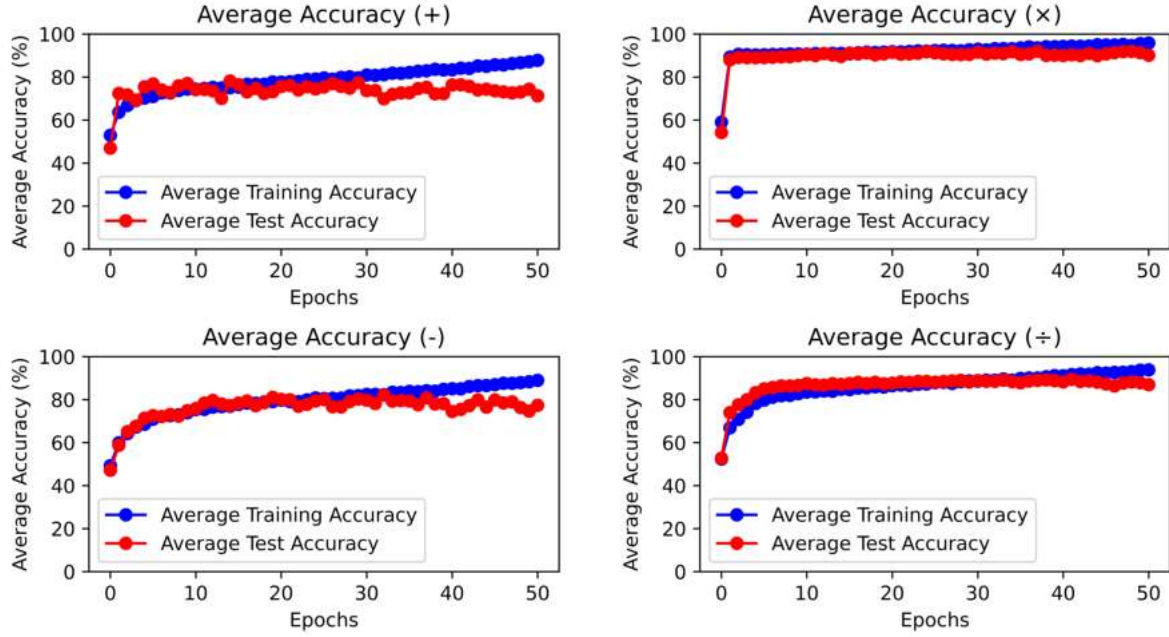 Average Accuracy (+)
Average Accuracy (%)
100
80
60
40
20
0
Average Training Accuracy
Average Test Accuracy
0 10 20 30 40 50
Epochs
Average Accuracy (×)
Average Accuracy (%)
100
80
60
40
20
0
Average Training Accuracy
Average Test Accuracy
0 10 20 30 40 50
Epochs
Average Accuracy (-)
Average Accuracy (%)
100
80
60
40
20
0
Average Training Accuracy
Average Test Accuracy
0 10 20 30 40 50
Epochs
Average Accuracy (÷)
Average Accuracy (%)
100
80
60
40
20
0
Average Training Accuracy
Average Test Accuracy
0 10 20 30 40 50
Epochs